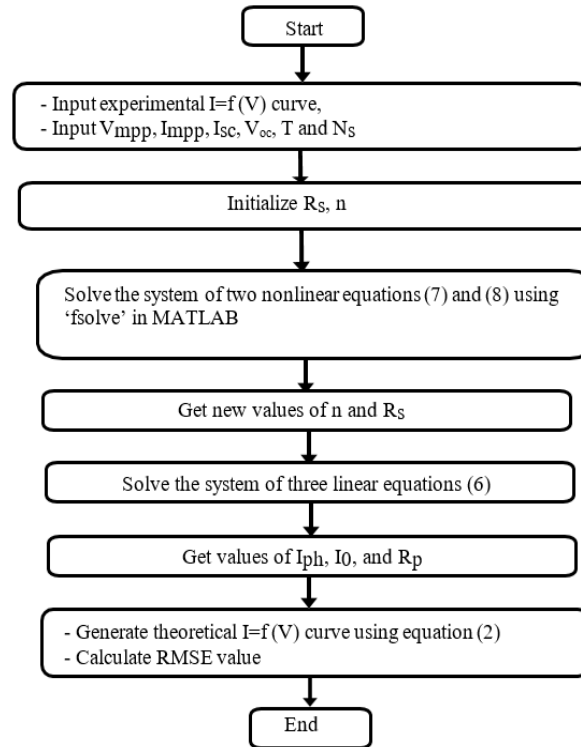 Start
- Input experimental I=f (V) curve,
- Input Vmpp, Impp, Isc, Voc, T and Ns
Initialize Rs, n
Solve the system of two nonlinear equations (7) and (8) using
‘fsolve’ in MATLAB
Get new values of n and Rs
Solve the system of three linear equations (6)
Get values of Iph, I0, and Rp
- Generate theoretical I=f (V) curve using equation (2)
- Calculate RMSE value
End